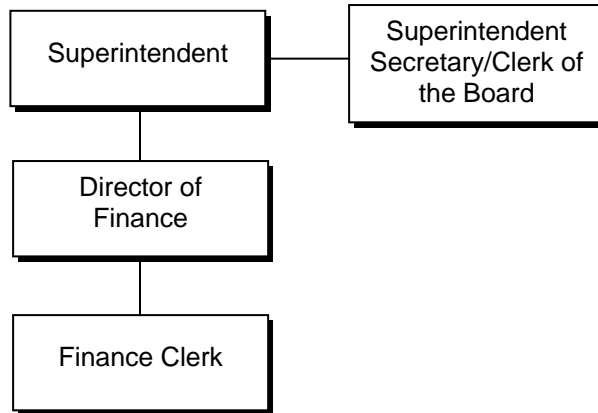 Superintendent
Superintendent
Secretary/Clerk of
the Board
Director of
Finance
Finance Clerk